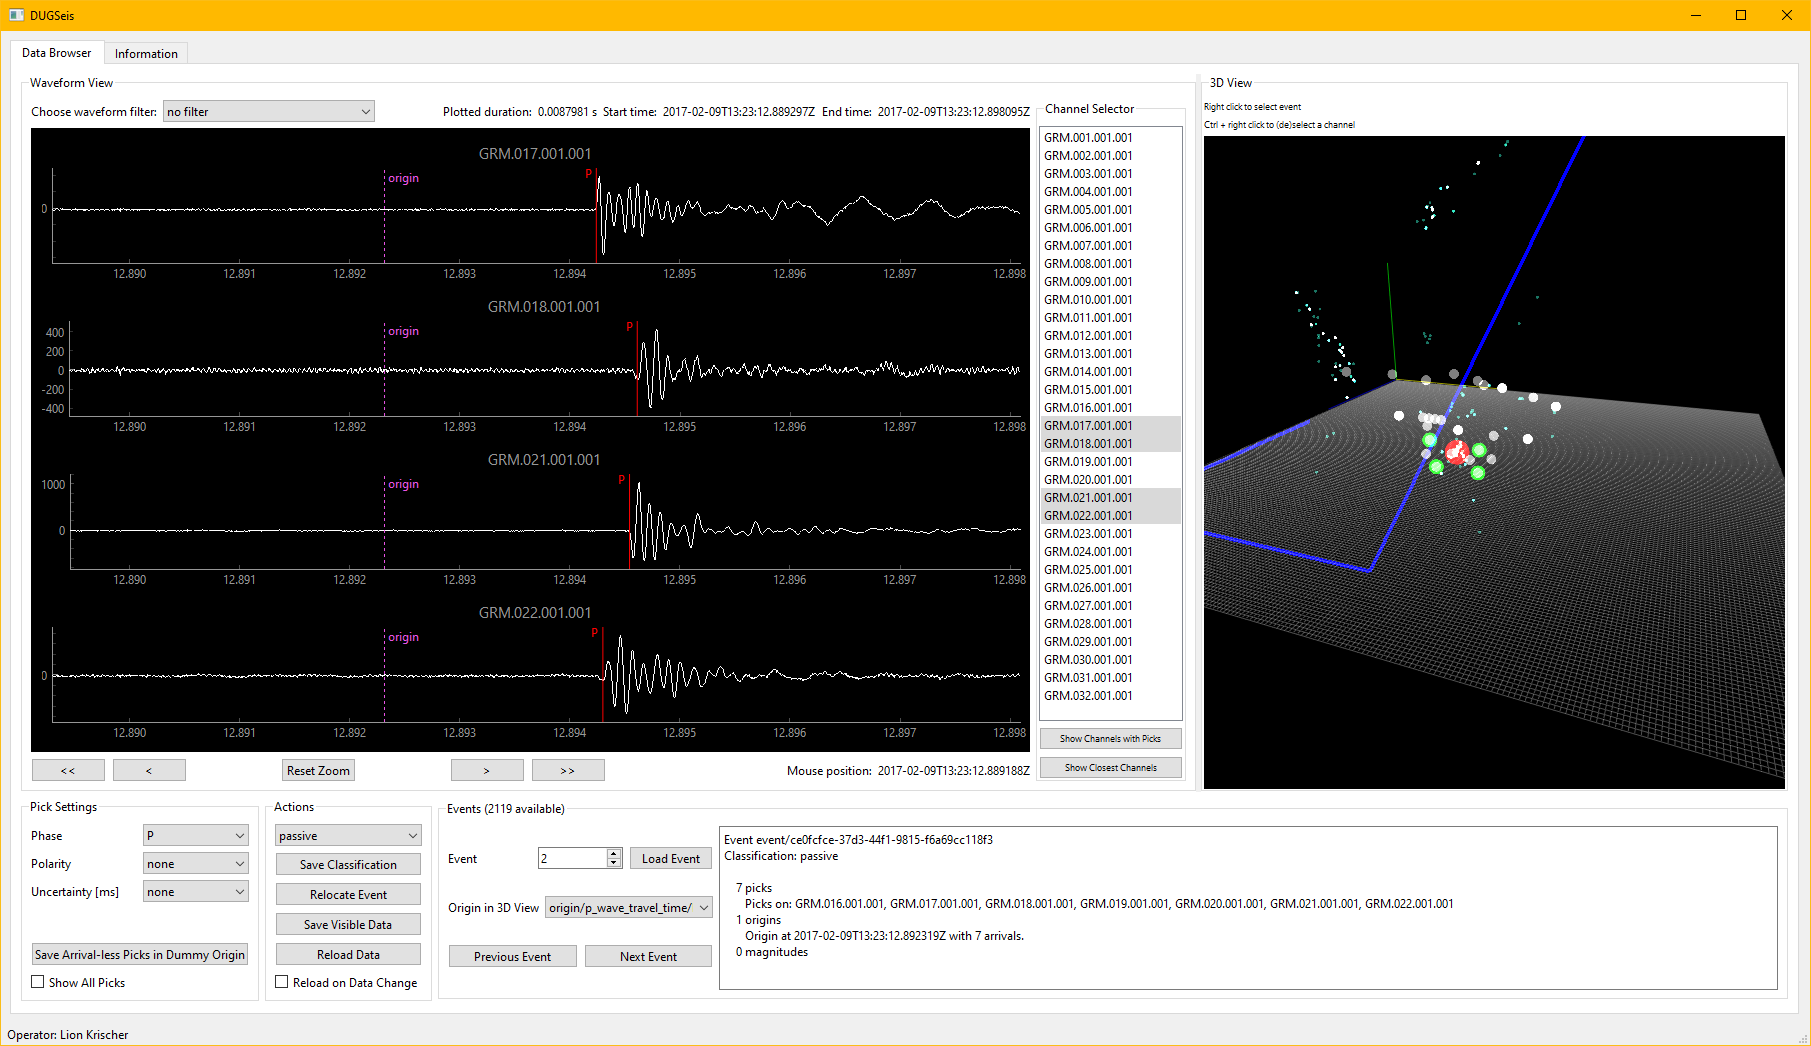 DUGSeis
Data Browser Information
Waveform View
Choose waveform filter: no filter Plotted duration: 0.0087981 s Start time: 2017-02-09T13:23:12.889297Z End time: 2017-02-09T13:23:12.898095Z
GRM.017.001.001
origin P
0
12.890 12.891 12.892 12.893 12.894 12.895 12.896 12.897 12.898
GRM.018.001.001
origin P
400
200
0
-200
-400
12.890 12.891 12.892 12.893 12.894 12.895 12.896 12.897 12.898
GRM.021.001.001
origin P
1000
0
12.890 12.891 12.892 12.893 12.894 12.895 12.896 12.897 12.898
GRM.022.001.001
origin P
0
12.890 12.891 12.892 12.893 12.894 12.895 12.896 12.897 12.898
<< < Reset Zoom > >> Mouse position: 2017-02-09T13:23:12.889188Z
Channel Selector
GRM.001.001.001
GRM.002.001.001
GRM.003.001.001
GRM.004.001.001
GRM.005.001.001
GRM.006.001.001
GRM.007.001.001
GRM.008.001.001
GRM.009.001.001
GRM.010.001.001
GRM.011.001.001
GRM.012.001.001
GRM.013.001.001
GRM.014.001.001
GRM.015.001.001
GRM.016.001.001
GRM.017.001.001
GRM.018.001.001
GRM.019.001.001
GRM.020.001.001
GRM.021.001.001
GRM.022.001.001
GRM.023.001.001
GRM.024.001.001
GRM.025.001.001
GRM.026.001.001
GRM.027.001.001
GRM.028.001.001
GRM.029.001.001
GRM.030.001.001
GRM.031.001.001
GRM.032.001.001
Show Channels with Picks
Show Closest Channels
3D View
Right click to select event
Ctrl + right click to (de)select a channel
Pick Settings
Phase P
Polarity none
Uncertainty [ms] none
Save Arrival-less Picks in Dummy Origin
Show All Picks
Actions
passive
Save Classification
Relocate Event
Save Visible Data
Reload Data
Reload on Data Change
Events (2119 available)
Event 2 Load Event
Origin in 3D View origin/p_wave_travel_time/
Previous Event Next Event
Event event/ce0fcfce-37d3-44f1-9815-f6a69cc118f3
Classification: passive
7 picks
Picks on: GRM.016.001.001, GRM.017.001.001, GRM.018.001.001, GRM.019.001.001, GRM.020.001.001, GRM.021.001.001, GRM.022.001.001
1 origins
Origin at 2017-02-09T13:23:12.892319Z with 7 arrivals.
0 magnitudes
Operator: Lion Krischer